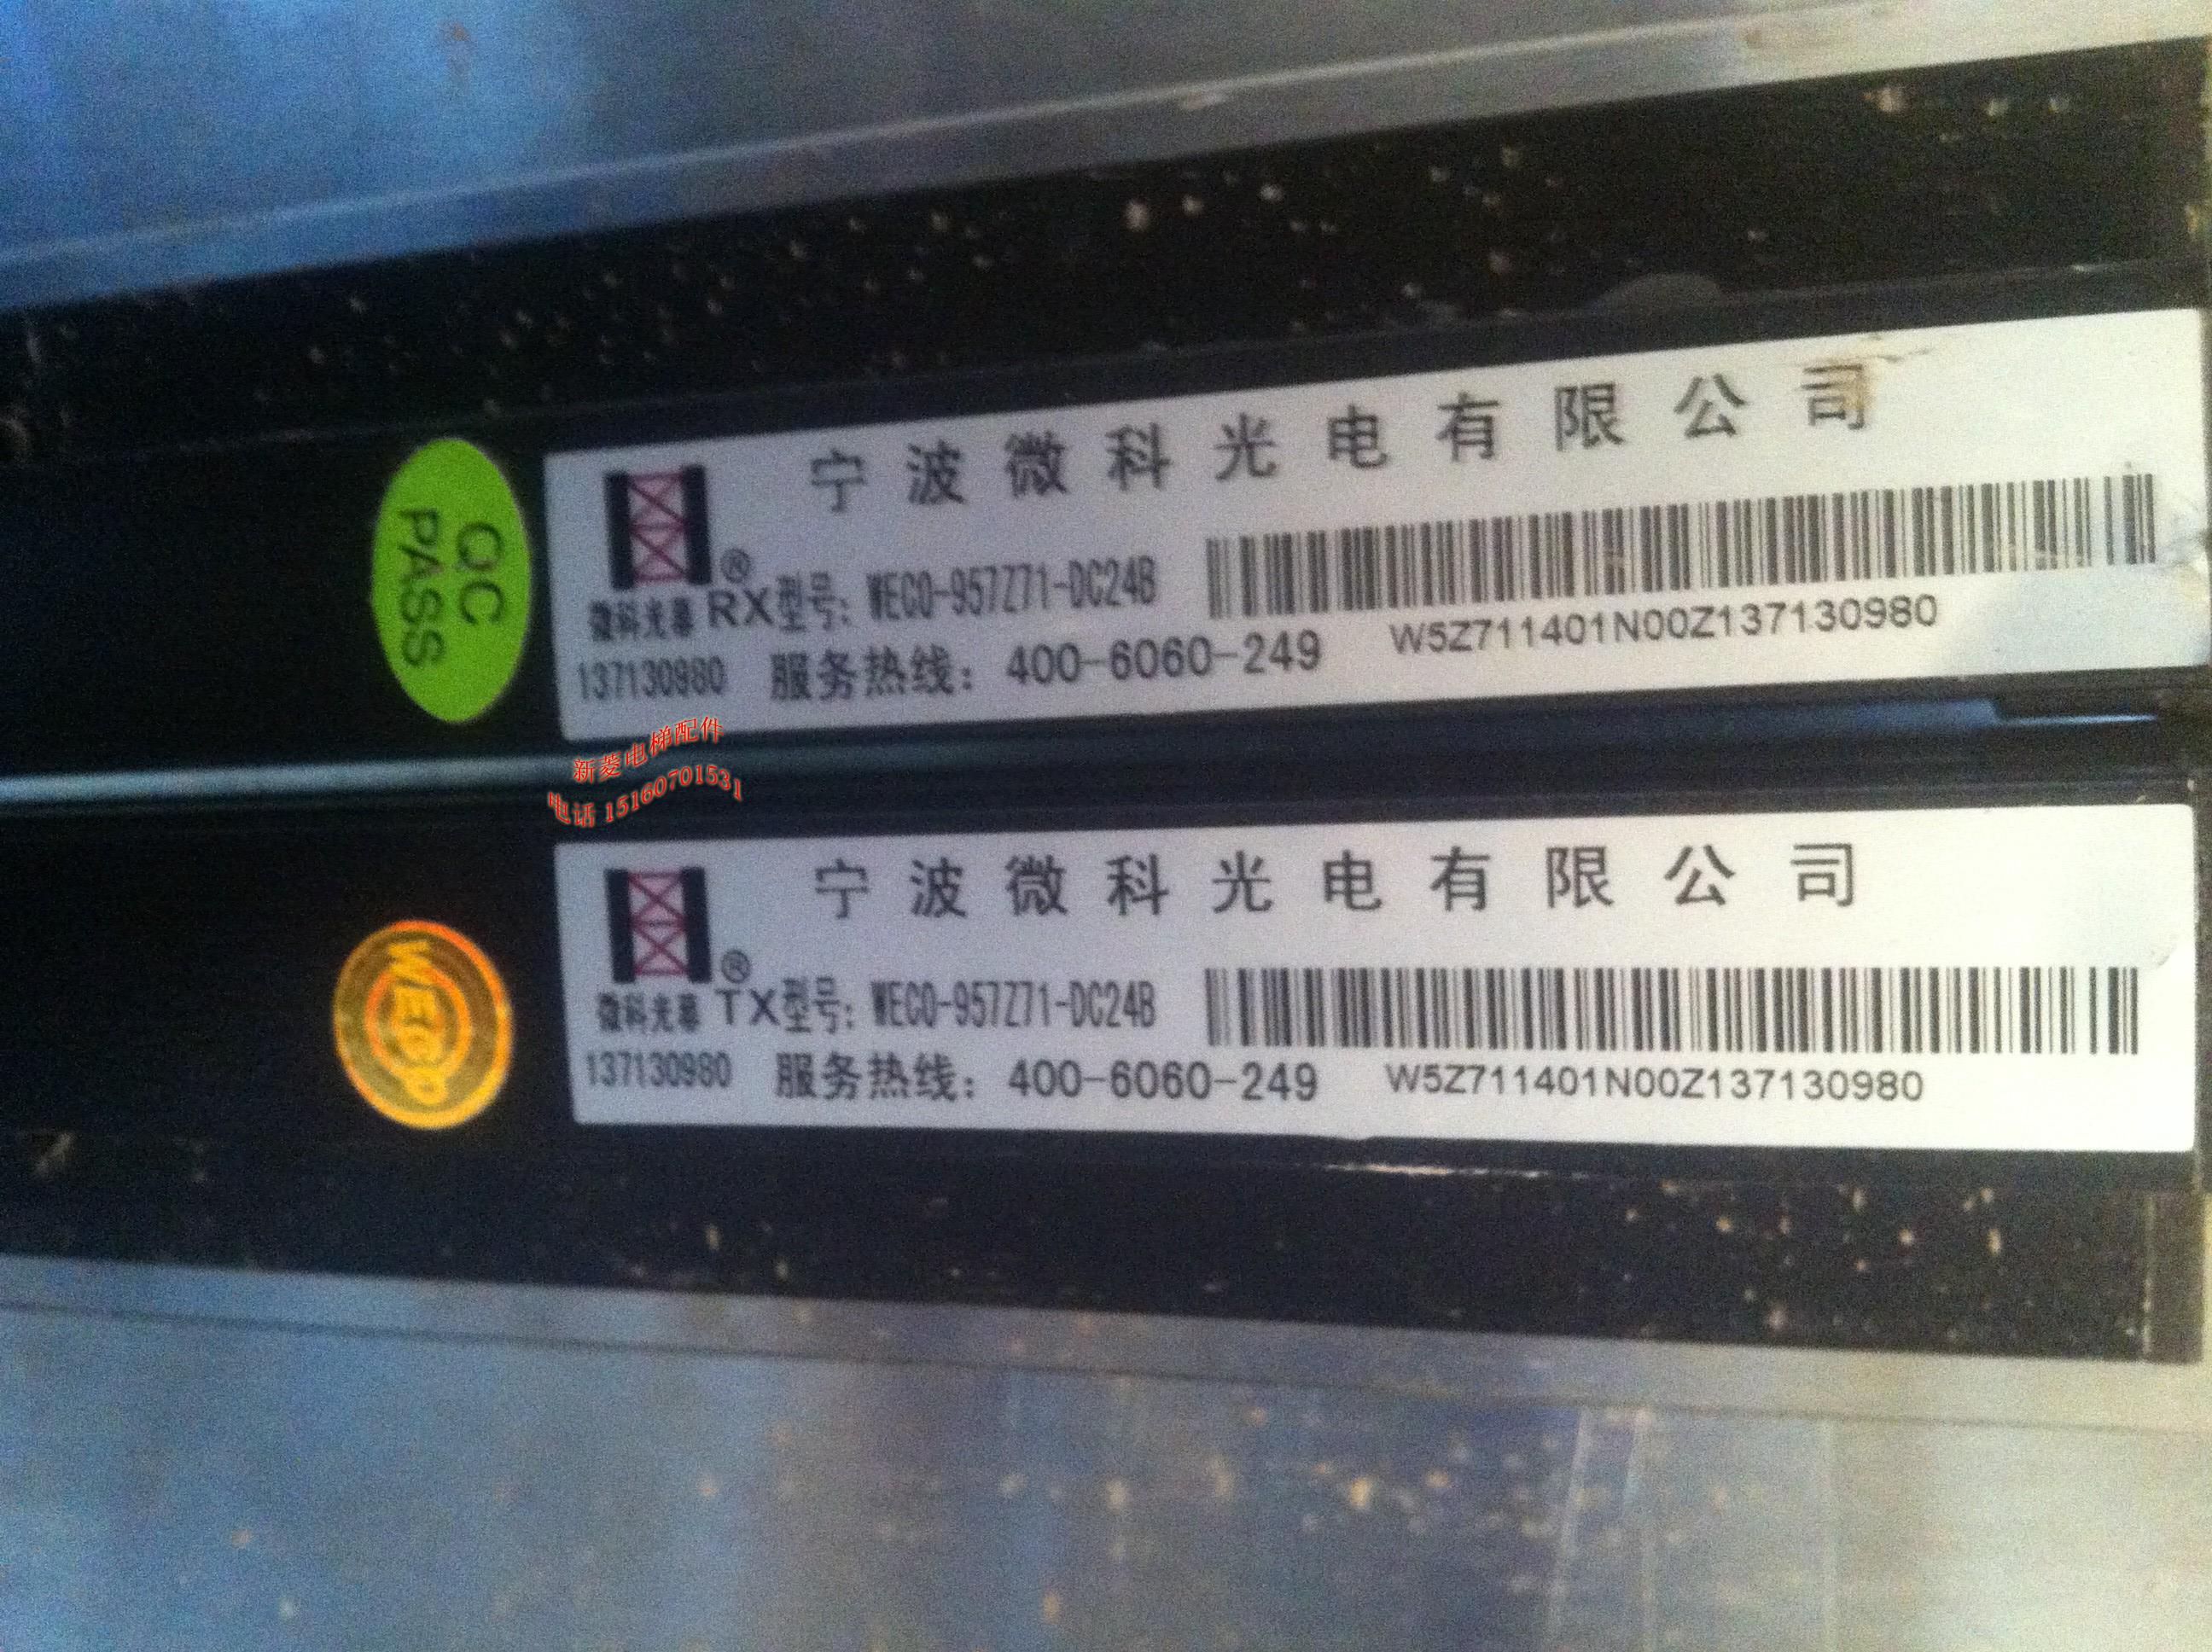 QC
PASS
宁波微科光电有限公司
®
微科光幕 RX型号: WECO-957Z71-DC24B
137130980 服务热线: 400-6060-249 W5Z711401N00Z137130980
新菱电梯配件
电话 15160701531
宁波微科光电有限公司
®
WECO
微科光幕 TX型号: WECO-957Z71-DC24B
137130980 服务热线: 400-6060-249 W5Z711401N00Z137130980